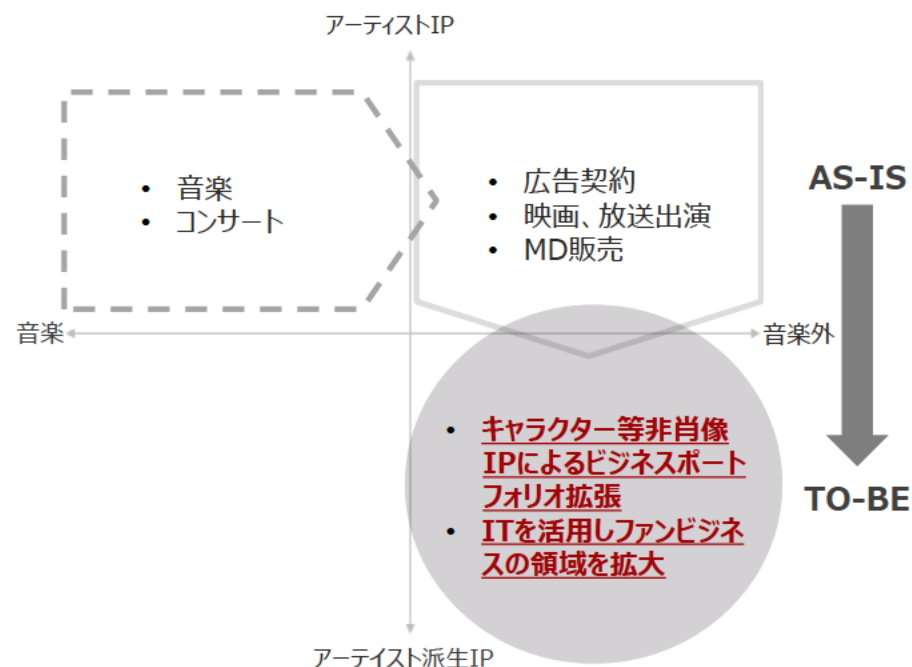 アーティストIP
• 音楽
• コンサート
• 広告契約
• 映画、放送出演
• MD販売
AS-IS
音楽
音楽外
• キャラクター等非肖像
IPによるビジネスポート
フォリオ拡張
• ITを活用しファンビジネ
スの領域を拡大
TO-BE
アーテイスト派生IP